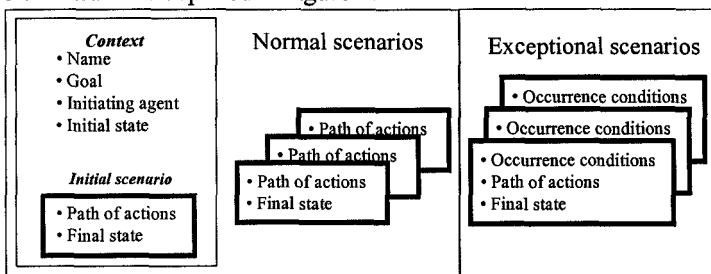 Context
• Name
• Goal
• Initiating agent
• Initial state
Initial scenario
• Path of actions
• Final state
Normal scenarios
• Path of actions
• Path of actions
• Path of actions
• Final state
Exceptional scenarios
• Occurrence conditions
• Occurrence conditions
• Occurrence conditions
• Path of actions
• Final state